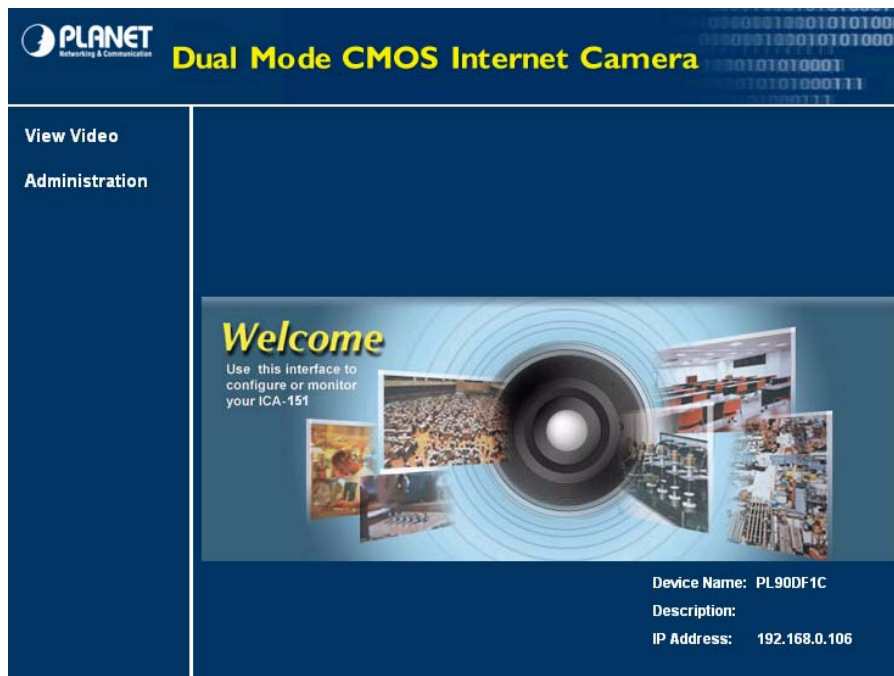 PLANET
Networking & Communication
Dual Mode CMOS Internet Camera
View Video
Administration
Welcome
Use this interface to
configure or monitor
your ICA-151
Device Name: PL90DF1C
Description:
IP Address: 192.168.0.106